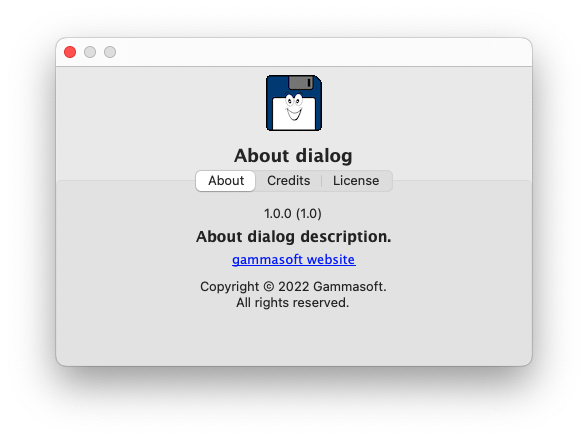 About dialog
About Credits License
1.0.0 (1.0)
About dialog description.
gammasoft website
Copyright © 2022 Gammasoft.
All rights reserved.